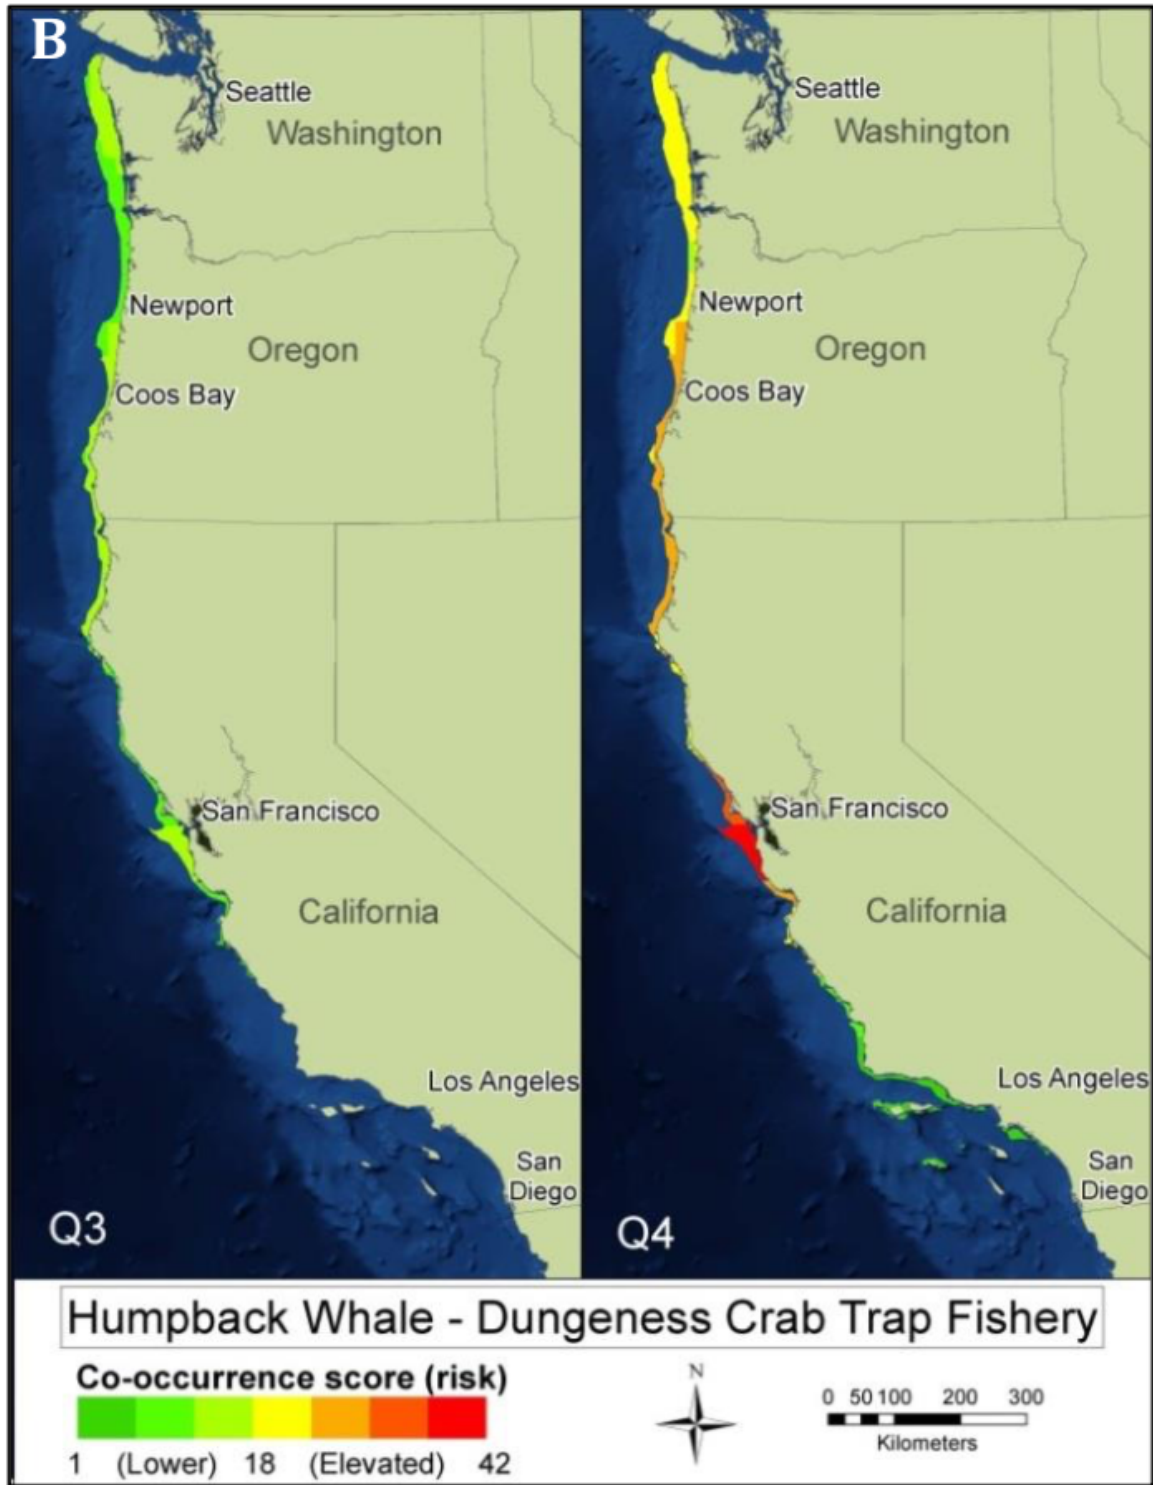 B
Seattle
Washington
Newport
Oregon
Coos Bay
San Francisco
California
Los Angeles
San
Diego
Q3
Seattle
Washington
Newport
Oregon
Coos Bay
San Francisco
California
Los Angeles
San
Diego
Q4
Humpback Whale - Dungeness Crab Trap Fishery
Co-occurrence score (risk)
1 (Lower) 18 (Elevated) 42
N
0 50 100 200 300
Kilometers